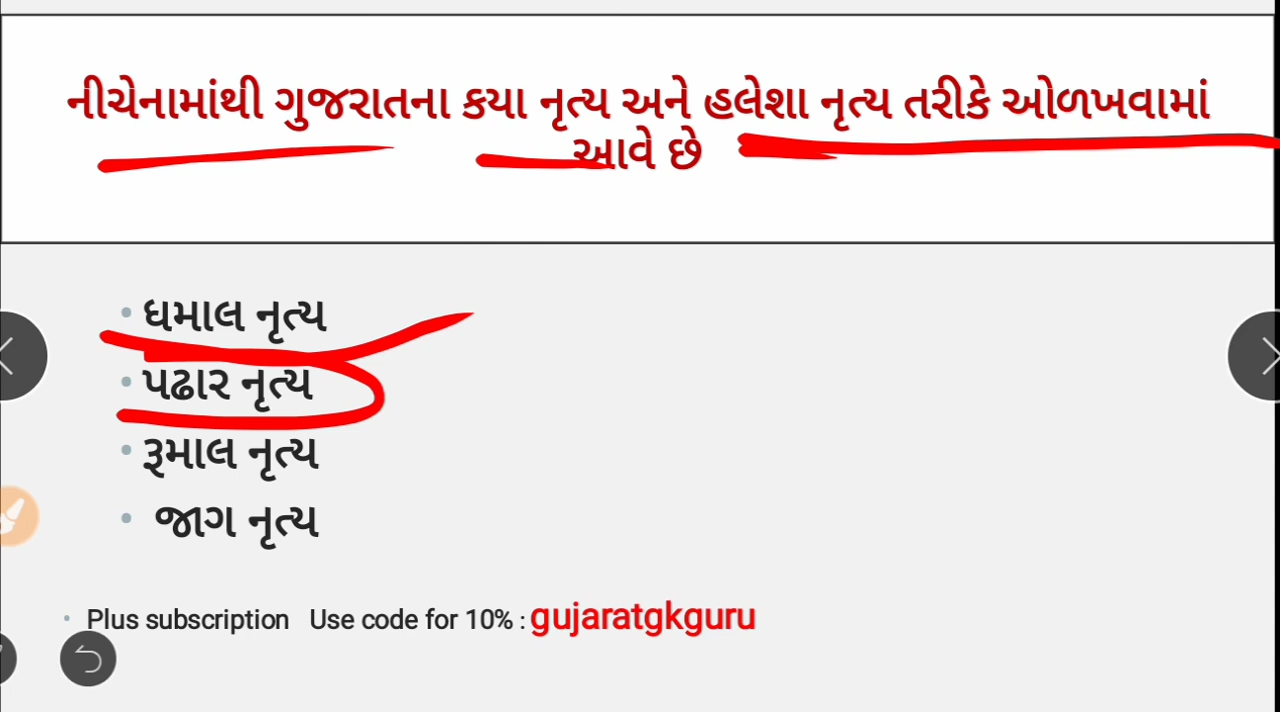 નીચેનામાંથી ગુજરાતના કયા નૃત્ય અને હલેશા નૃત્ય તરીકે ઓળખવામાં
આવે છે
• ધમાલ નૃત્ય
• પઢાર નૃત્ય
• રૂમાલ નૃત્ય
• જાગ નૃત્ય
• Plus subscription Use code for 10% : gujaratgkguru